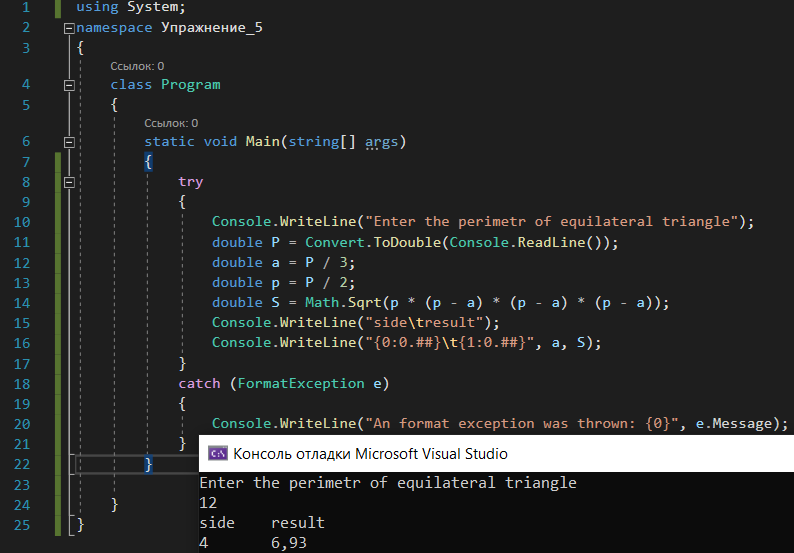 1 using System;
2 namespace Упражнение_5
3 {
Ссылок: 0
4 class Program
5 {
Ссылок: 0
6 static void Main(string[] args)
7 {
8 try
9 {
10 Console.WriteLine("Enter the perimetr of equilateral triangle");
11 double P = Convert.ToDouble(Console.ReadLine());
12 double a = P / 3;
13 double p = P / 2;
14 double S = Math.Sqrt(p * (p - a) * (p - a) * (p - a));
15 Console.WriteLine("side\tresult");
16 Console.WriteLine("{0:0.##}\t{1:0.##}", a, S);
17 }
18 catch (FormatException e)
19 {
20 Console.WriteLine("An format exception was thrown: {0}", e.Message);
21 }
22 }
23
24 }
25 }
C:\ Консоль отладки Microsoft Visual Studio
Enter the perimetr of equilateral triangle
12
side result
4 6,93